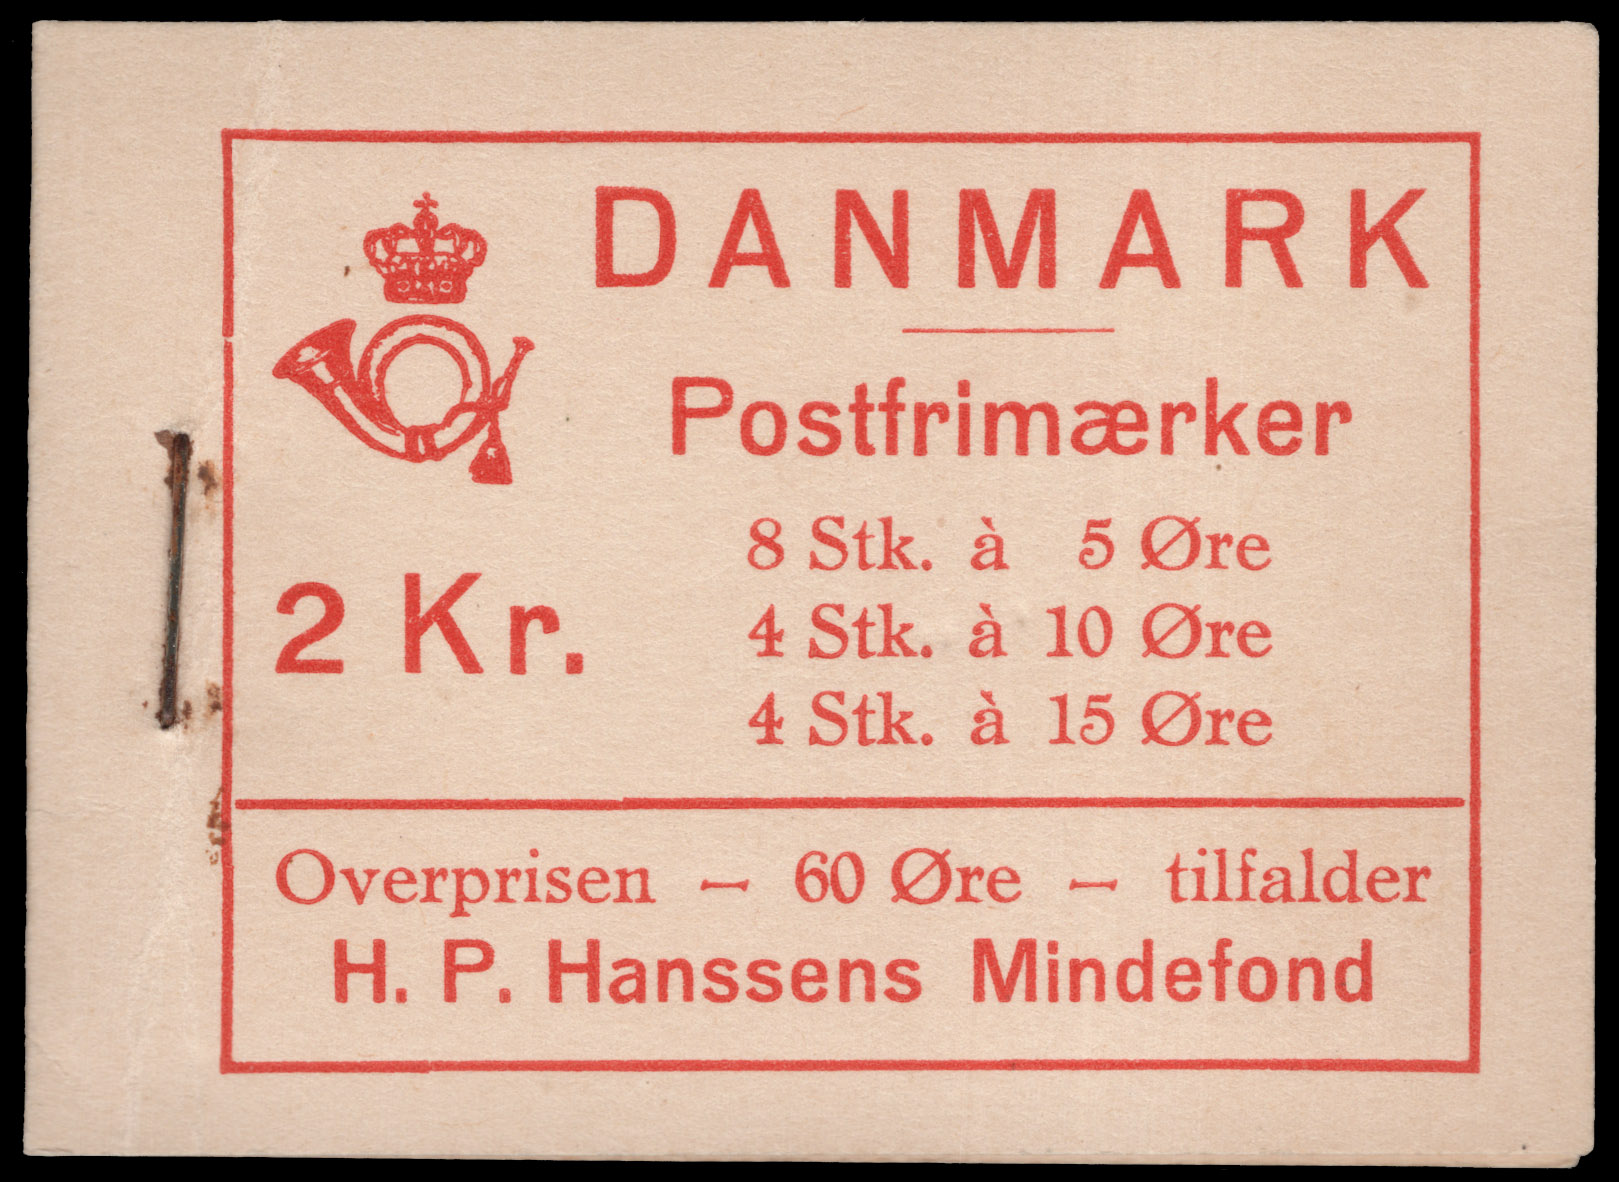 DANMARK
Postfrimærker
8 Stk. à 5 Øre
4 Stk. à 10 Øre
4 Stk. à 15 Øre
2 Kr.
Overprisen – 60 Øre – tilfalder
H. P. Hanssens Mindefond